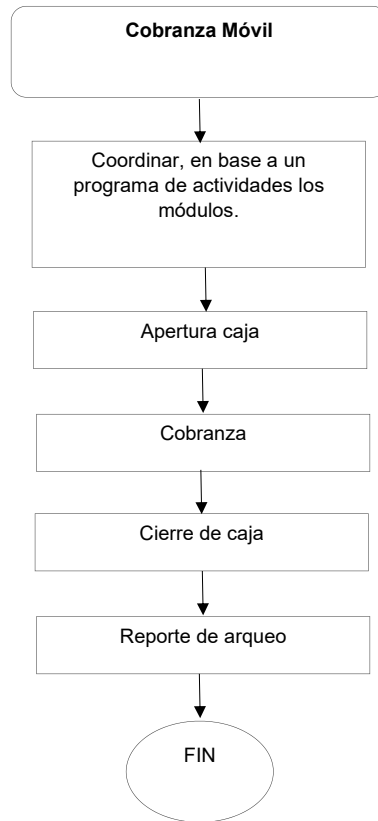 Cobranza Móvil
Coordinar, en base a un
programa de actividades los
módulos.
Apertura caja
Cobranza
Cierre de caja
Reporte de arqueo
FIN